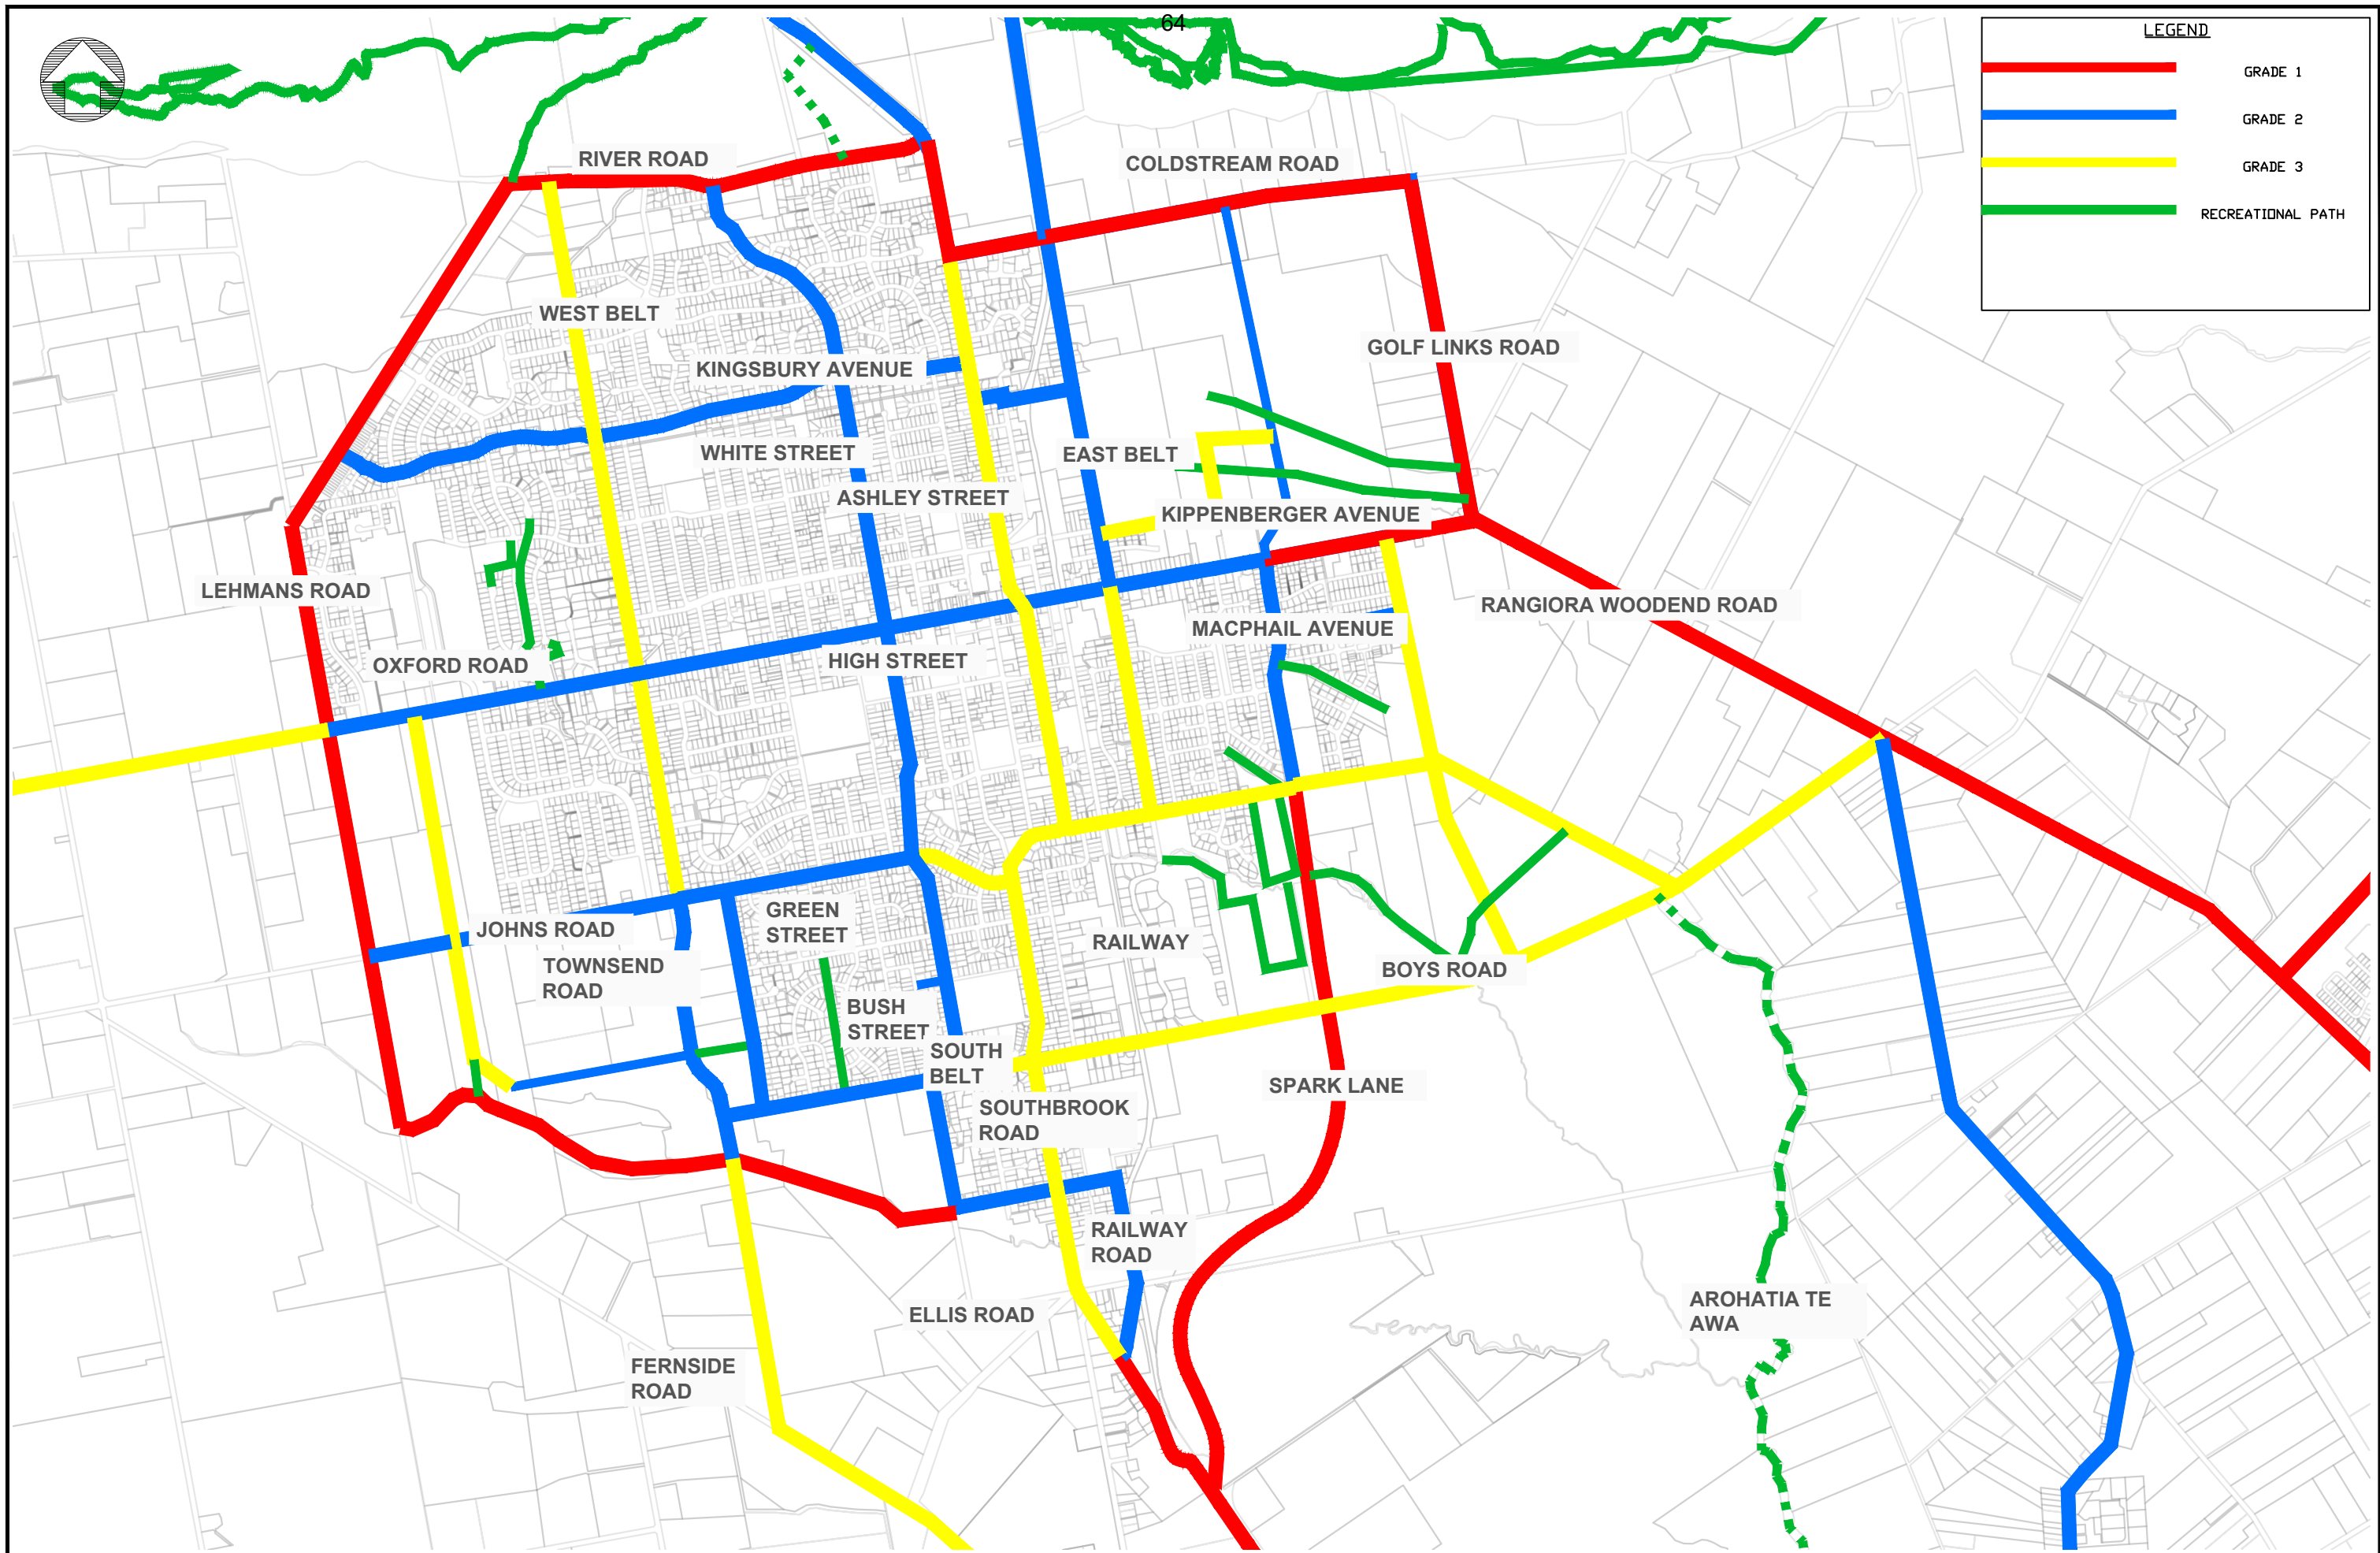 64
LEGEND
GRADE 1
GRADE 2
GRADE 3
RECREATIONAL PATH
RIVER ROAD
COLDSTREAM ROAD
WEST BELT
KINGSBURY AVENUE
GOLF LINKS ROAD
WHITE STREET
EAST BELT
ASHLEY STREET
KIPPENBERGER AVENUE
LEHMANS ROAD
RANGIORA WOODEND ROAD
MACPHAIL AVENUE
OXFORD ROAD
HIGH STREET
GREEN
STREET
JOHNS ROAD
RAILWAY
TOWNSEND
ROAD
BOYS ROAD
BUSH
STREET
SOUTH
BELT
SPARK LANE
SOUTHBROOK
ROAD
RAILWAY
ROAD
ELLIS ROAD
AROHATIA TE
AWA
FERNSIDE
ROAD